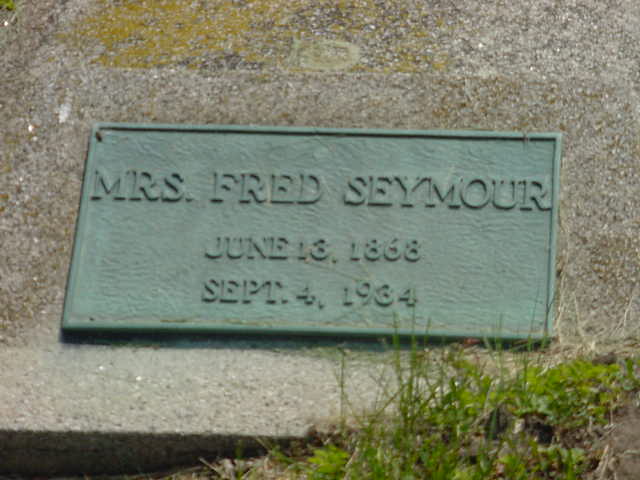 MRS. FRED SEYMOUR
JUNE 13, 1868
SEPT. 4, 1934